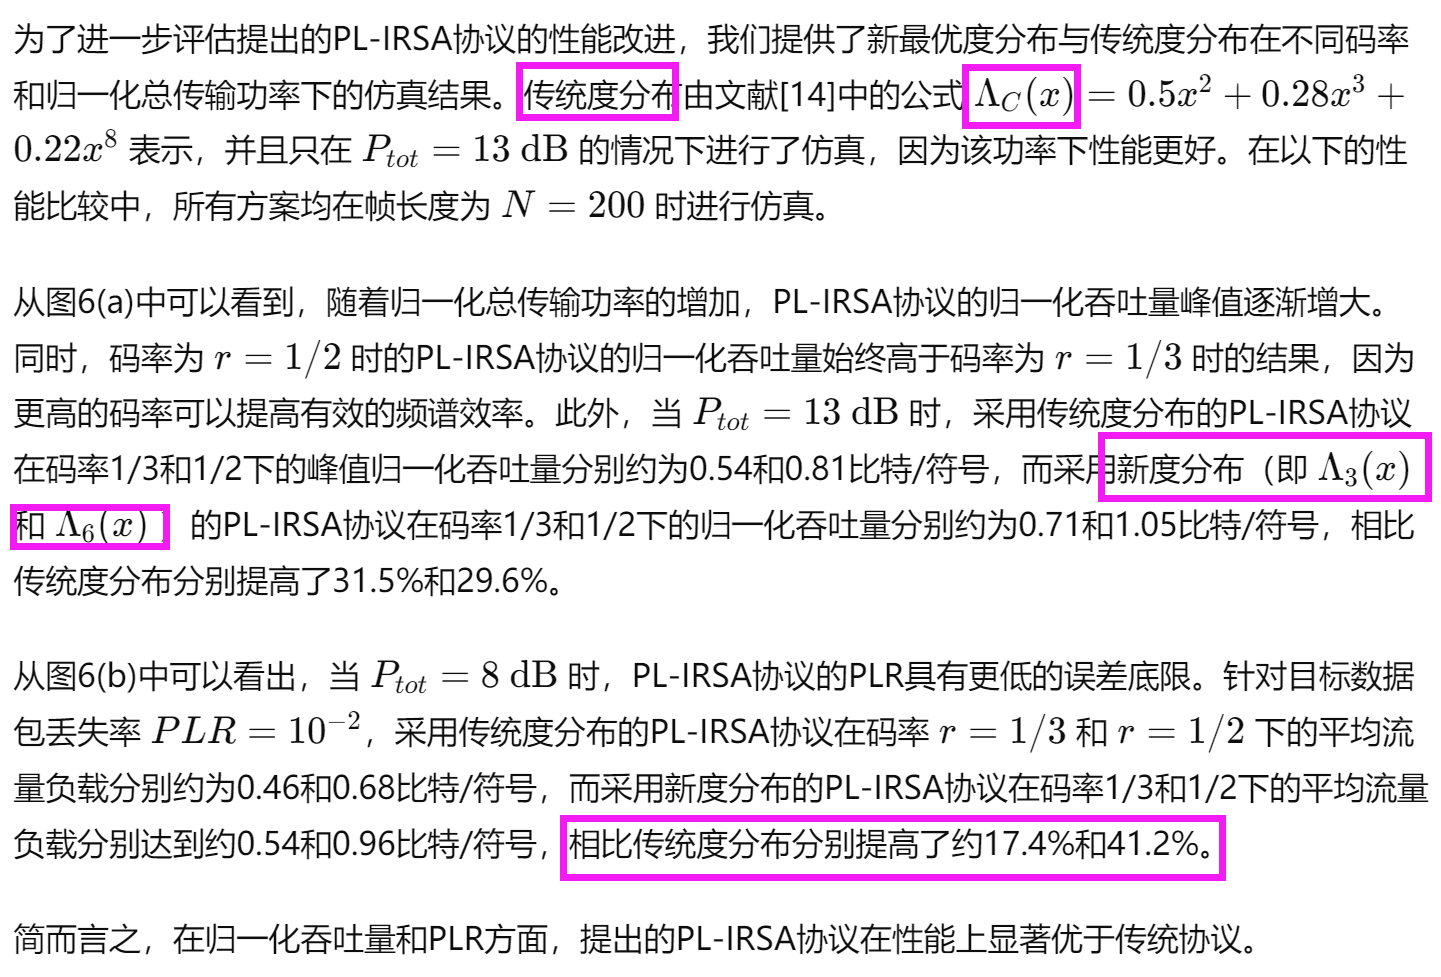 为了进一步评估提出的PL-IRSA协议的性能改进，我们提供了新最优度分布与传统度分布在不同码率
和归一化总传输功率下的仿真结果。传统度分布由文献[14]中的公式 Λ_C(x) = 0.5x² + 0.28x³ +
0.22x⁸ 表示，并且只在 P_tot = 13 dB 的情况下进行了仿真，因为该功率下性能更好。在以下的性
能比较中，所有方案均在帧长度为 N = 200 时进行仿真。
从图6(a)中可以看到，随着归一化总传输功率的增加，PL-IRSA协议的归一化吞吐量峰值逐渐增大。
同时，码率为 r = 1/2 时的PL-IRSA协议的归一化吞吐量始终高于码率为 r = 1/3 时的结果，因为
更高的码率可以提高有效的频谱效率。此外，当 P_tot = 13 dB 时，采用传统度分布的PL-IRSA协议
在码率1/3和1/2下的峰值归一化吞吐量分别约为0.54和0.81比特/符号，而采用新度分布（即 Λ₃(x)
和 Λ₆(x)） 的PL-IRSA协议在码率1/3和1/2下的归一化吞吐量分别约为0.71和1.05比特/符号，相比
传统度分布分别提高了31.5%和29.6%。
从图6(b)中可以看出，当 P_tot = 8 dB 时，PL-IRSA协议的PLR具有更低的误差底限。针对目标数据
包丢失率 PLR = 10⁻²，采用传统度分布的PL-IRSA协议在码率 r = 1/3 和 r = 1/2 下的平均流
量负载分别约为0.46和0.68比特/符号，而采用新度分布的PL-IRSA协议在码率1/3和1/2下的平均流量
负载分别达到约0.54和0.96比特/符号，相比传统度分布分别提高了约17.4%和41.2%。
简而言之，在归一化吞吐量和PLR方面，提出的PL-IRSA协议在性能上显著优于传统协议。